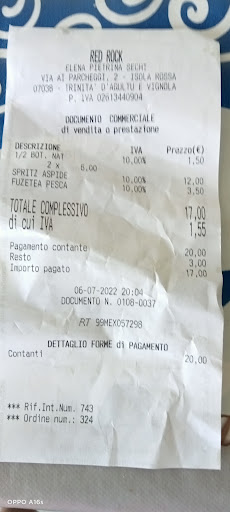 RED ROCK
ELENA PIETRINA SECHI
VIA AI PARCHEGGI, 2 - ISOLA ROSSA
07038 - TRINITA' D'AGULTU E VIGNOLA
P. IVA 02613440904
DOCUMENTO COMMERCIALE
di vendita o prestazione
DESCRIZIONE IVA Prezzo(€)
1/2 BOT. NAT 10,00% 1,50
2 x 6,00
SPRITZ ASPIDE 10,00% 12,00
FUZETEA PESCA 10,00% 3,50
TOTALE COMPLESSIVO 17,00
di cui IVA 1,55
Pagamento contante 20,00
Resto 3,00
Importo pagato 17,00
06-07-2022 20:04
DOCUMENTO N. 0108-0037
RT 99MEX057298
DETTAGLIO FORME di PAGAMENTO
Contanti 20,00
*** Rif.Int.Num. 743
*** Ordine num.: 324
OPPO A16s